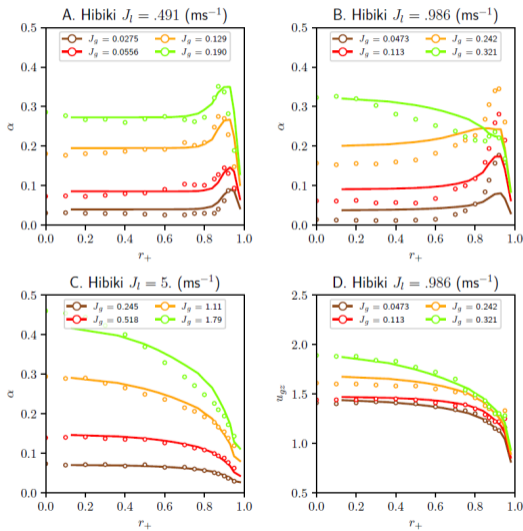 A. Hibiki J_l = .491 (ms⁻¹)
J_g = 0.0275 J_g = 0.129
J_g = 0.0556 J_g = 0.190
0.5
0.4
0.3
0.2
0.1
0.0
α
0.0 0.2 0.4 0.6 0.8 1.0
r₊
B. Hibiki J_l = .986 (ms⁻¹)
J_g = 0.0473 J_g = 0.242
J_g = 0.113 J_g = 0.321
0.5
0.4
0.3
0.2
0.1
0.0
α
0.0 0.2 0.4 0.6 0.8 1.0
r₊
C. Hibiki J_l = 5. (ms⁻¹)
J_g = 0.245 J_g = 1.11
J_g = 0.518 J_g = 1.79
0.5
0.4
0.3
0.2
0.1
0.0
α
0.0 0.2 0.4 0.6 0.8 1.0
r₊
D. Hibiki J_l = .986 (ms⁻¹)
J_g = 0.0473 J_g = 0.242
J_g = 0.113 J_g = 0.321
2.5
2.0
1.5
1.0
0.5
u_gz
0.0 0.2 0.4 0.6 0.8 1.0
r₊